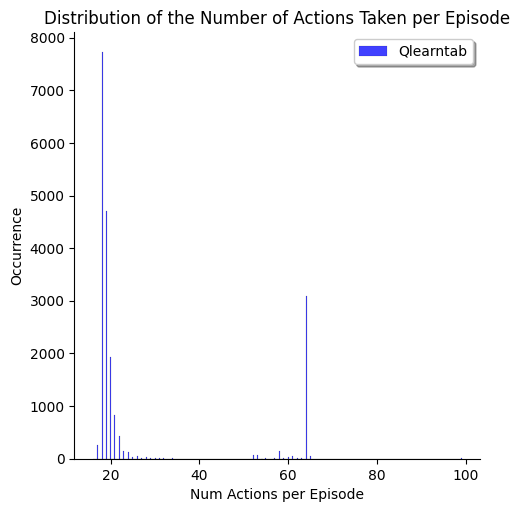 Distribution of the Number of Actions Taken per Episode
Qlearntab
8000
7000
6000
5000
4000
3000
2000
1000
0
Occurrence
20 40 60 80 100
Num Actions per Episode